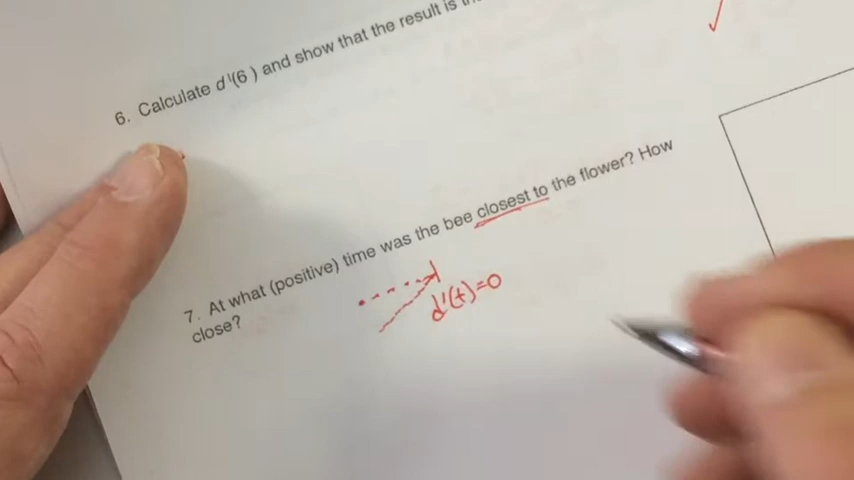 6. Calculate d'(6) and show that the result is
7. At what (positive) time was the bee closest to the flower? How
close?
d'(t)=0